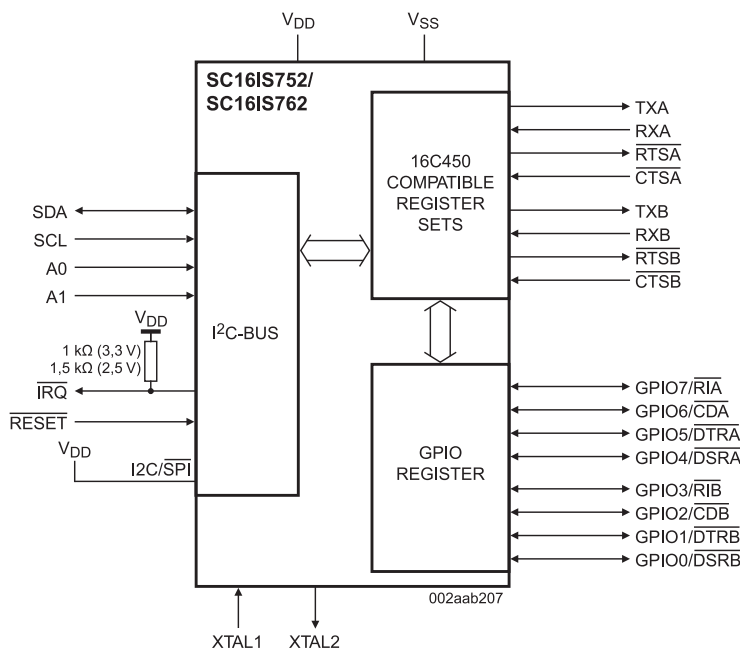 VDD
VSS
SC16IS752/
SC16IS762
16C450
COMPATIBLE
REGISTER
SETS
TXA
RXA
RTSA
CTSA
TXB
RXB
RTSB
CTSB
SDA
SCL
A0
A1
VDD
1 kΩ (3,3 V)
1,5 kΩ (2,5 V)
IRQ
RESET
VDD
I2C/SPI
I²C-BUS
GPIO
REGISTER
GPIO7/RIA
GPIO6/CDA
GPIO5/DTRA
GPIO4/DSRA
GPIO3/RIB
GPIO2/CDB
GPIO1/DTRB
GPIO0/DSRB
002aab207
XTAL1
XTAL2